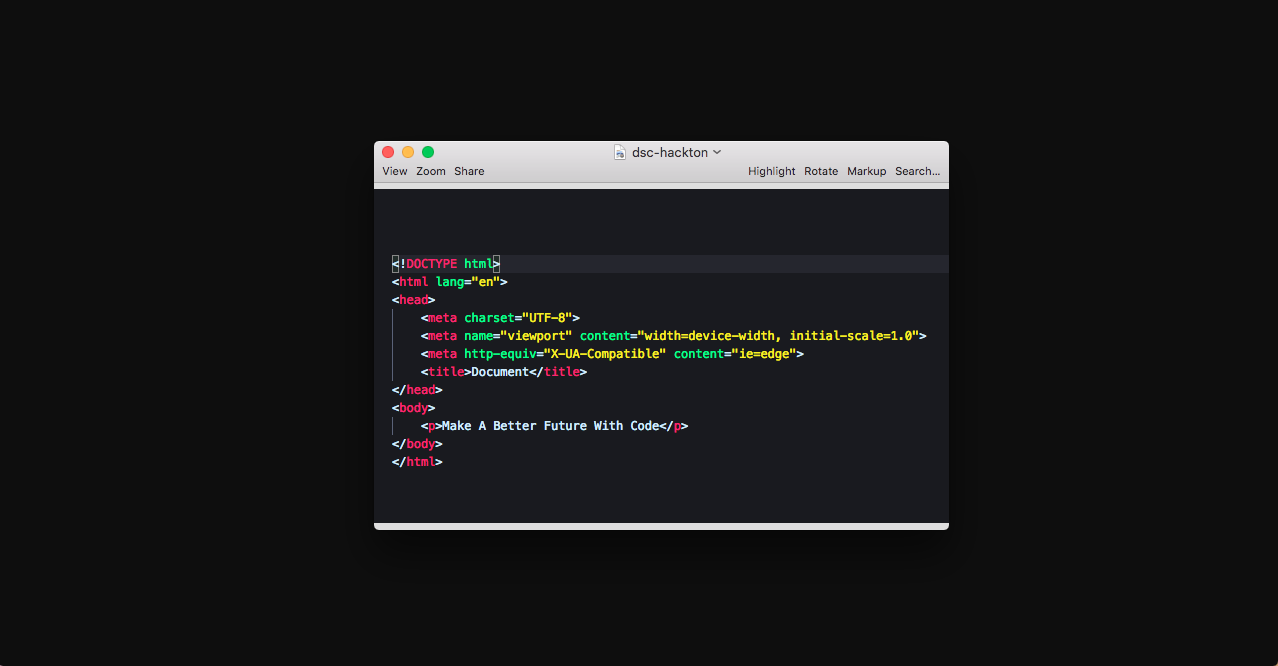 dsc-hackton
View Zoom Share Highlight Rotate Markup Search...
<!DOCTYPE html>
<html lang="en">
<head>
    <meta charset="UTF-8">
    <meta name="viewport" content="width=device-width, initial-scale=1.0">
    <meta http-equiv="X-UA-Compatible" content="ie=edge">
    <title>Document</title>
</head>
<body>
    <p>Make A Better Future With Code</p>
</body>
</html>